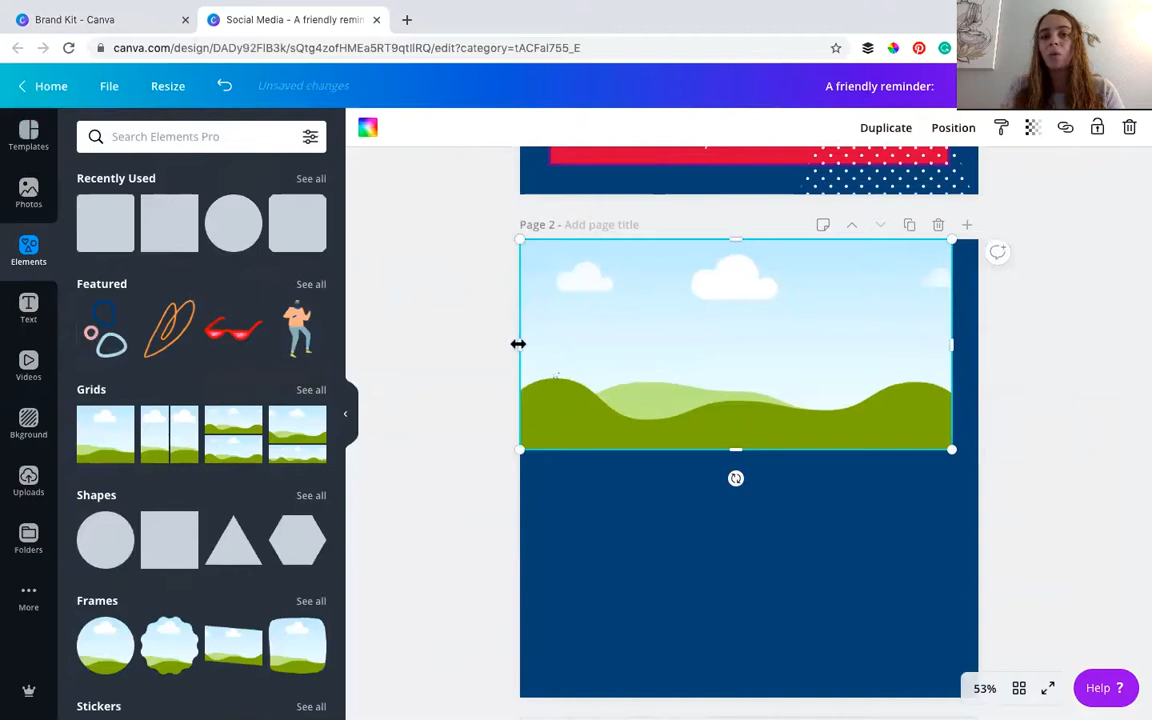 Brand Kit - Canva
Social Media - A friendly remin
canva.com/design/DADy92FlB3k/sQtg4zofHMEa5RT9qtIlRQ/edit?category=tACFal755_E
Home
File
Resize
Unsaved changes
A friendly reminder:
Templates
Search Elements Pro
Duplicate
Position
Photos
Recently Used
See all
Page 2 - Add page title
Elements
Featured
See all
Text
Videos
Grids
See all
Bkground
Uploads
Shapes
See all
Folders
More
Frames
See all
Stickers
See all
53%
Help ?